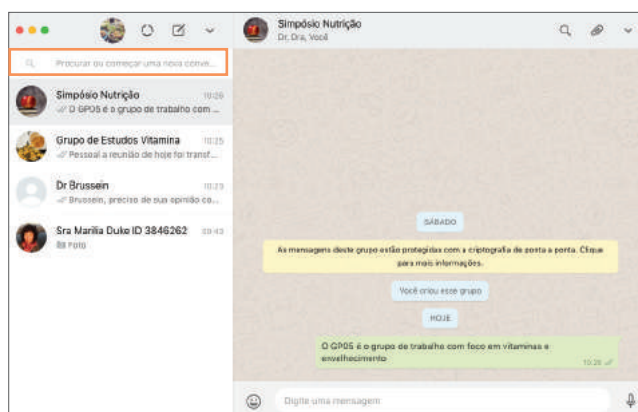 Simpósio Nutrição
Dr, Dra, Você
Procurar ou começar uma nova conve...
Simpósio Nutrição 10:26
O GP05 é o grupo de trabalho com ...
Grupo de Estudos Vitamina 10:25
Pessoal a reunião de hoje foi transf...
Dr Brussein 10:23
Brussein, preciso de sua opinião co...
Sra Marilia Duke ID 3846262
Foto
SÁBADO
As mensagens deste grupo estão protegidas com a criptografia de ponta a ponta. Clique
para mais informações.
Você criou esse grupo
HOJE
O GP05 é o grupo de trabalho com foco em vitaminas e
envelhecimento
10:26
Digite uma mensagem